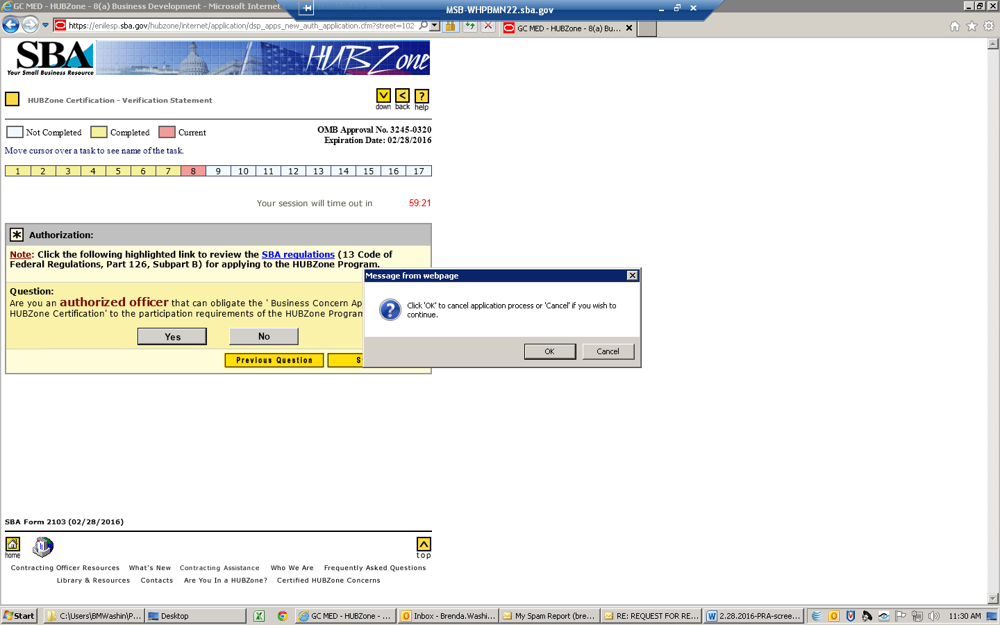 GC MED - HUBZone - 8(a) Business Development - Microsoft Internet
MSB-WHPBMN22.sba.gov
https://enilesp.sba.gov/hubzone/internet/application/dsp_apps_new_auth_application.cfm?street=102
GC MED - HUBZone - 8(a) Bu...
SBA
Your Small Business Resource
HUBZone
HUBZone Certification - Verification Statement
down back help
Not Completed Completed Current
OMB Approval No. 3245-0320
Expiration Date: 02/28/2016
Move cursor over a task to see name of the task.
1 2 3 4 5 6 7 8 9 10 11 12 13 14 15 16 17
Your session will time out in 59:21
Authorization:
Note: Click the following highlighted link to review the SBA regulations (13 Code of
Federal Regulations, Part 126, Subpart B) for applying to the HUBZone Program.
Question:
Are you an authorized officer that can obligate the ' Business Concern Ap
HUBZone Certification' to the participation requirements of the HUBZone Program
Yes No
Previous Question S
Message from webpage
Click 'OK' to cancel application process or 'Cancel' if you wish to
continue.
OK Cancel
SBA Form 2103 (02/28/2016)
home
top
Contracting Officer Resources What's New Contracting Assistance Who We Are Frequently Asked Questions
Library & Resources Contacts Are You In a HUBZone? Certified HUBZone Concerns
Start C:\Users\BMWashin\P... Desktop GC MED - HUBZone - ... Inbox - Brenda.Washi... My Spam Report (bre... RE: REQUEST FOR RE... 2.28.2016-PRA-scree... 11:30 AM